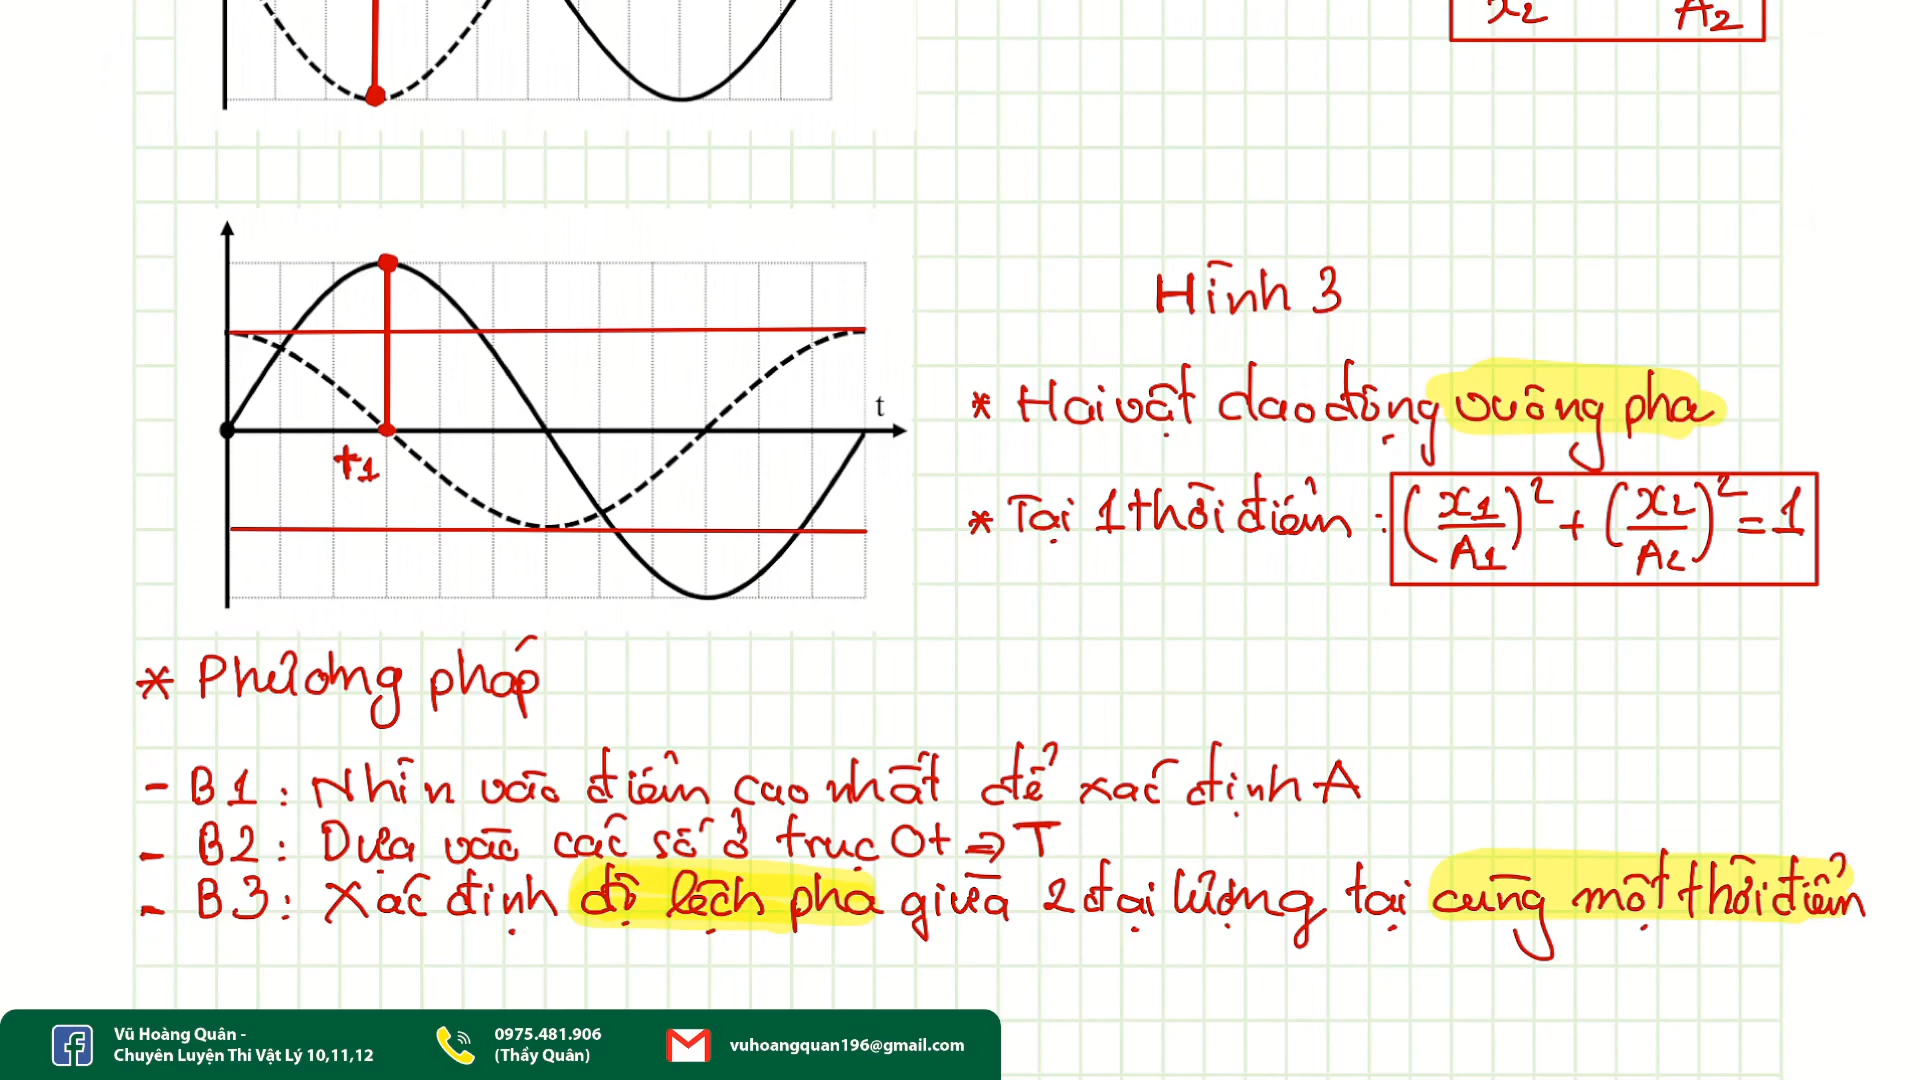 x2 A2
Hình 3
t
* Hai vật dao động vuông pha
t1
* Tại 1 thời điểm : (x1/A1)² + (x2/A2)² = 1
* Phương pháp
- B1 : Nhìn vào điểm cao nhất để xác định A
- B2 : Dựa vào các số ở trục Ot => T
- B3 : Xác định độ lệch pha giữa 2 đại lượng tại cùng một thời điểm
Vũ Hoàng Quân -
Chuyên Luyện Thi Vật Lý 10,11,12
0975.481.906
(Thầy Quân)
vuhoangquan196@gmail.com